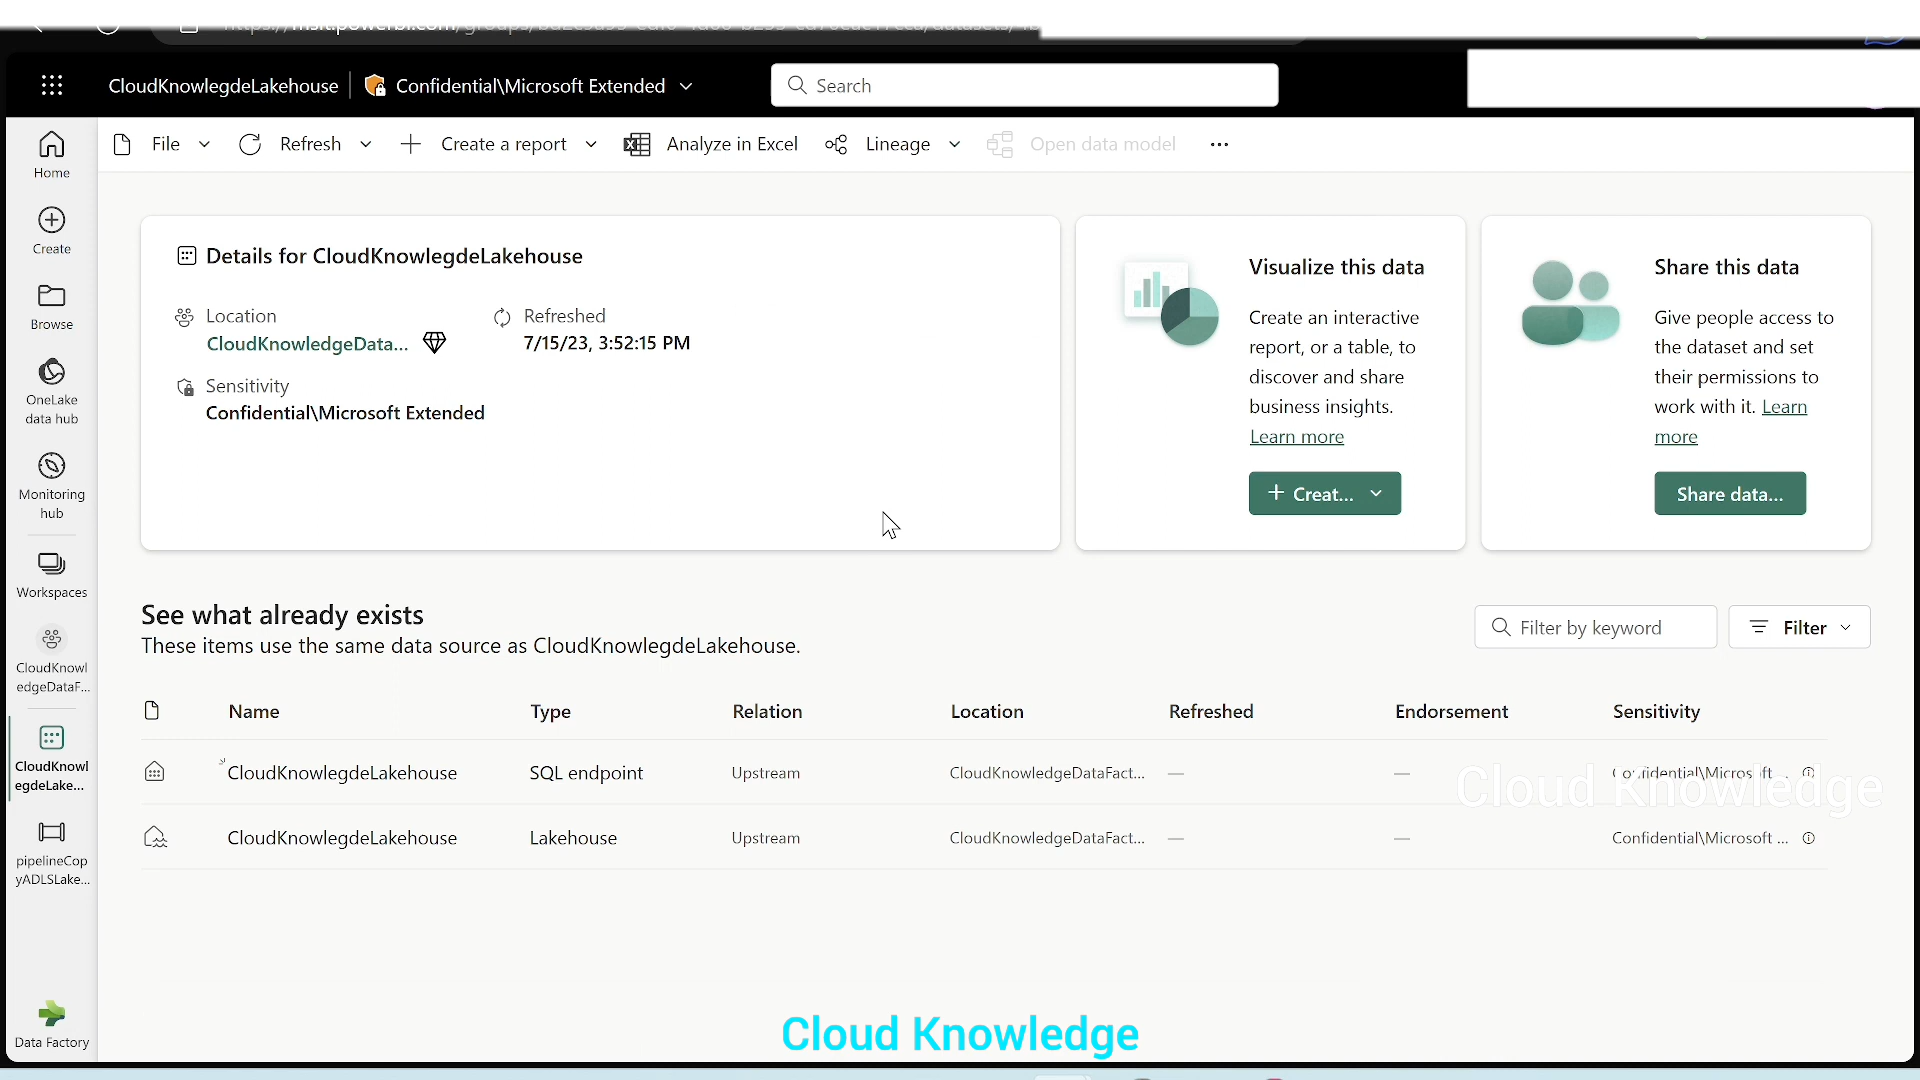 CloudKnowlegdeLakehouse
Confidential\Microsoft Extended
Search
File
Refresh
Create a report
Analyze in Excel
Lineage
Open data model
Home
Create
Browse
OneLake
data hub
Monitoring
hub
Workspaces
CloudKnowl
edgeDataF...
CloudKnowl
egdeLake...
pipelineCop
yADLSLake...
Data Factory
Details for CloudKnowlegdeLakehouse
Location
CloudKnowledgeData...
Refreshed
7/15/23, 3:52:15 PM
Sensitivity
Confidential\Microsoft Extended
Visualize this data
Create an interactive
report, or a table, to
discover and share
business insights.
Learn more
+ Creat...
Share this data
Give people access to
the dataset and set
their permissions to
work with it. Learn
more
Share data...
See what already exists
These items use the same data source as CloudKnowlegdeLakehouse.
Filter by keyword
Filter
Name Type Relation Location Refreshed Endorsement Sensitivity
CloudKnowlegdeLakehouse SQL endpoint Upstream CloudKnowledgeDataFact... — — Confidential\Microsoft ...
CloudKnowlegdeLakehouse Lakehouse Upstream CloudKnowledgeDataFact... — — Confidential\Microsoft ...
Cloud Knowledge
Cloud Knowledge